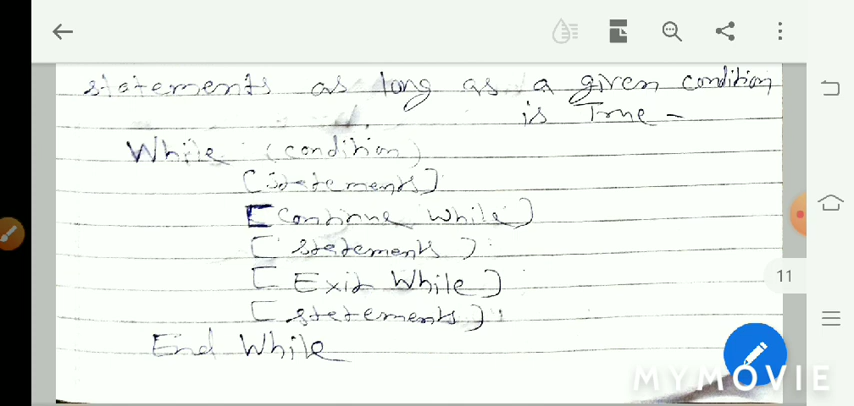 statements as long as a given condition
is True -
While (condition)
[statements]
[Continue While]
[statements]
[Exit While]
[statements]
End While
11
MYMOVIE